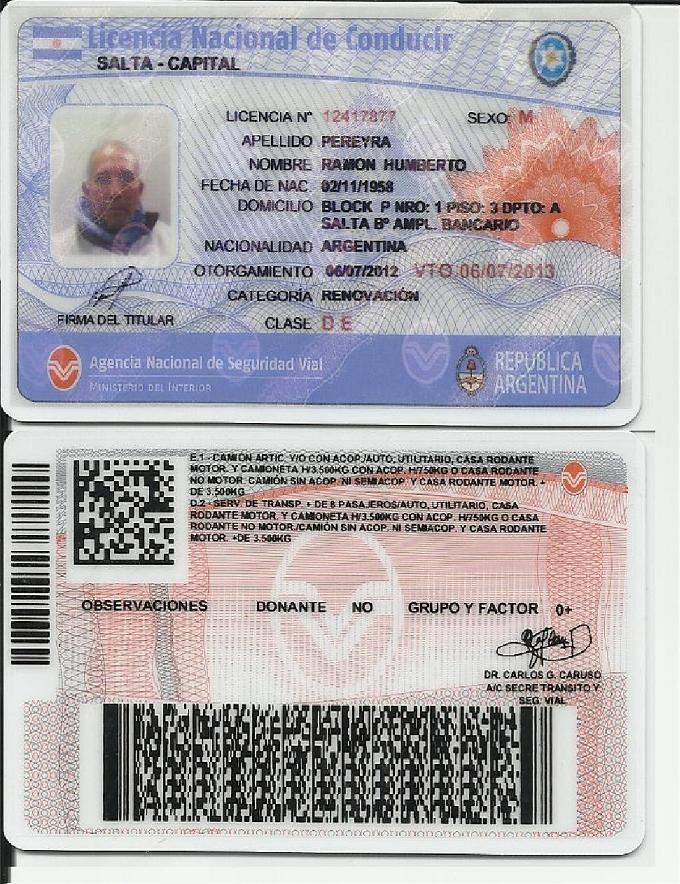 Licencia Nacional de Conducir
SALTA - CAPITAL
LICENCIA Nº 12417877 SEXO: M
APELLIDO PEREYRA
NOMBRE RAMON HUMBERTO
FECHA DE NAC. 02/11/1958
DOMICILIO BLOCK P NRO: 1 PISO: 3 DPTO: A
SALTA Bº AMPL. BANCARIO
NACIONALIDAD ARGENTINA
OTORGAMIENTO 06/07/2012 VTO 06/07/2013
CATEGORÍA RENOVACIÓN
FIRMA DEL TITULAR CLASE D E
Agencia Nacional de Seguridad Vial
MINISTERIO DEL INTERIOR
REPÚBLICA
ARGENTINA
E.1 - CAMIÓN ARTIC. Y/O CON ACOP./AUTO, UTILITARIO, CASA RODANTE
MOTOR. Y CAMIONETA H/3.500KG CON ACOP. H/750KG O CASA RODANTE
NO MOTOR. CAMIÓN SIN ACOP. NI SEMIACOP. Y CASA RODANTE MOTOR. +
DE 3.500KG
D.2 - SERV. DE TRANSP. + DE 8 PASAJEROS/AUTO, UTILITARIO, CASA
RODANTE MOTOR. Y CAMIONETA H/3.500KG CON ACOP. H/750KG O CASA
RODANTE NO MOTOR./CAMIÓN SIN ACOP. NI SEMIACOP. Y CASA RODANTE
MOTOR. +DE 3.500KG
OBSERVACIONES DONANTE NO GRUPO Y FACTOR 0+
DR. CARLOS G. CARUSO
A/C SECRE TRANSITO Y
SEG. VIAL